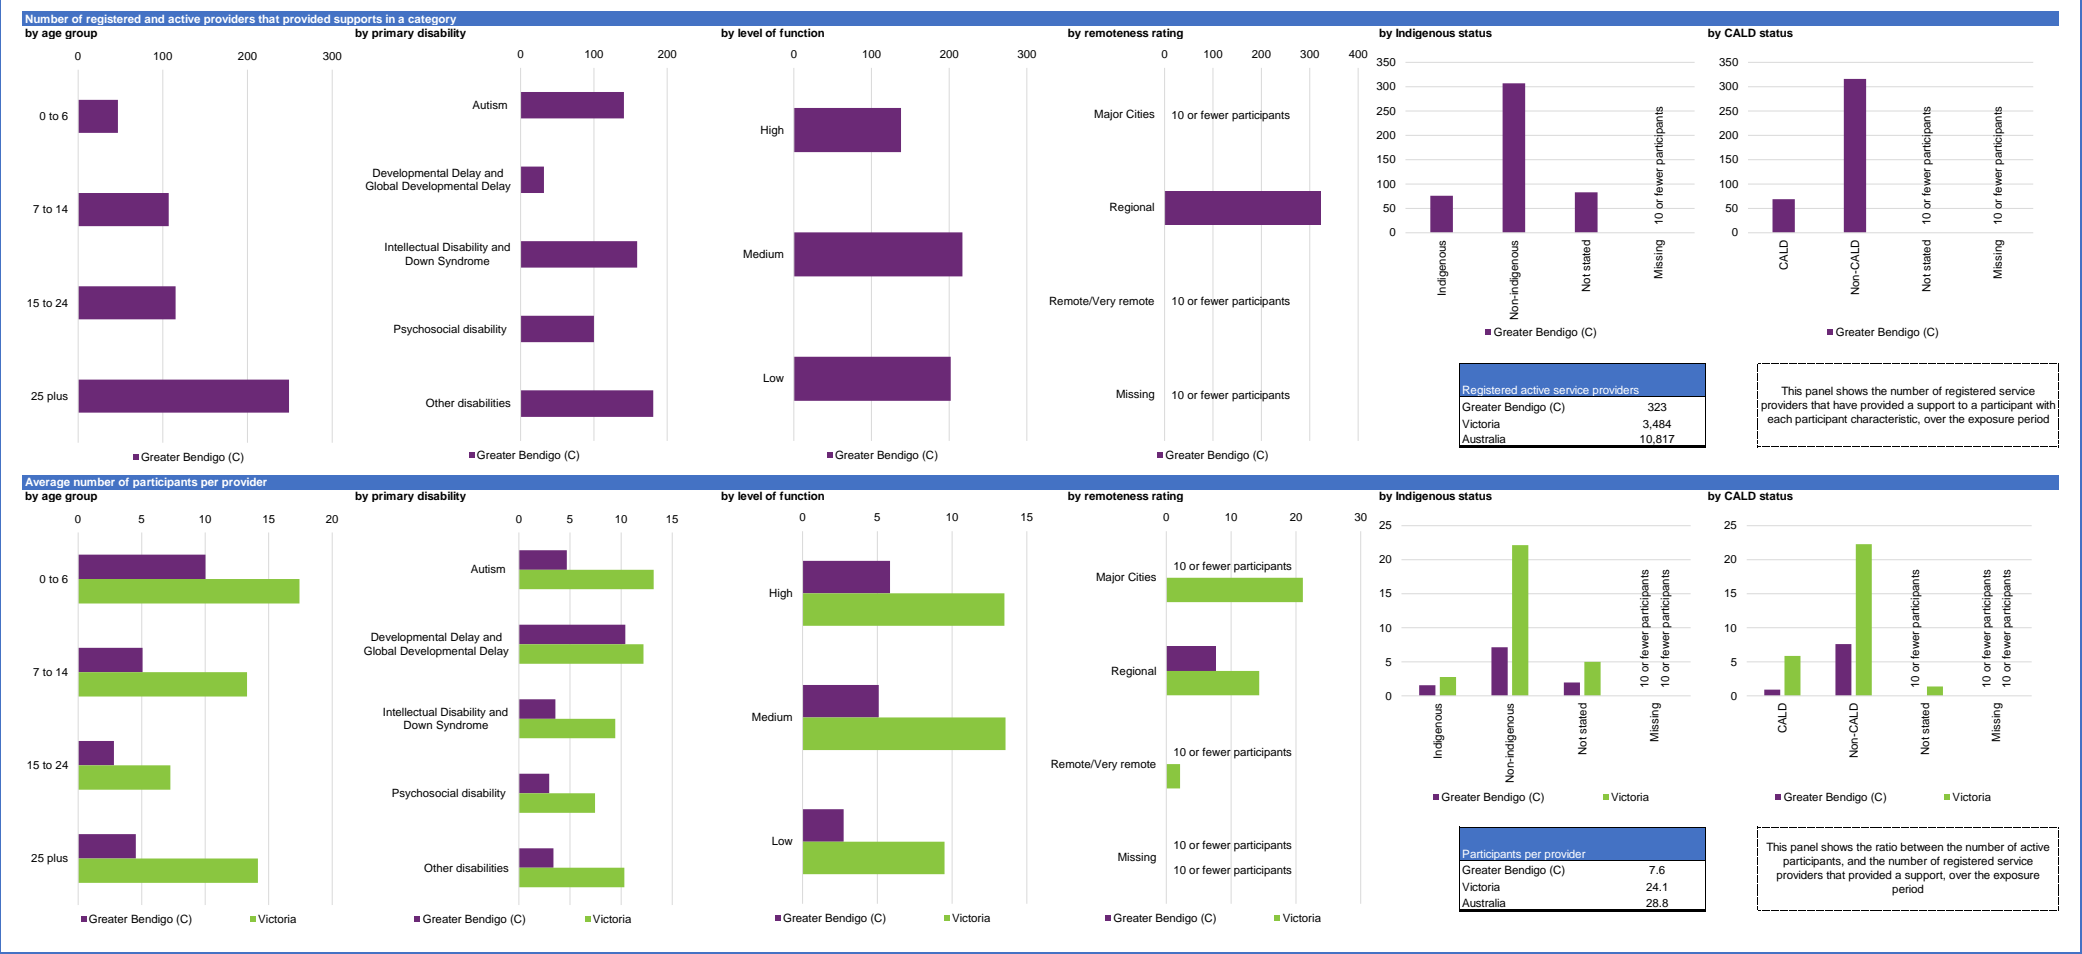 Number of registered and active providers that provided supports in a category
by age group
0 100 200 300
0 to 6
7 to 14
15 to 24
25 plus
Greater Bendigo (C)
by primary disability
0 100 200
Autism
Developmental Delay and
Global Developmental Delay
Intellectual Disability and
Down Syndrome
Psychosocial disability
Other disabilities
Greater Bendigo (C)
by level of function
0 100 200 300
High
Medium
Low
Greater Bendigo (C)
by remoteness rating
0 100 200 300 400
Major Cities 10 or fewer participants
Regional
Remote/Very remote 10 or fewer participants
Missing 10 or fewer participants
Greater Bendigo (C)
by Indigenous status
350
300
250
200
150
100
50
0
10 or fewer participants
Indigenous
Non-indigenous
Not stated
Missing
Greater Bendigo (C)
by CALD status
350
300
250
200
150
100
50
0
10 or fewer participants
10 or fewer participants
CALD
Non-CALD
Not stated
Missing
Greater Bendigo (C)
Registered active service providers
Greater Bendigo (C) 323
Victoria 3,484
Australia 10,817
This panel shows the number of registered service
providers that have provided a support to a participant with
each participant characteristic, over the exposure period
Average number of participants per provider
by age group
0 5 10 15 20
0 to 6
7 to 14
15 to 24
25 plus
Greater Bendigo (C) Victoria
by primary disability
0 5 10 15
Autism
Developmental Delay and
Global Developmental Delay
Intellectual Disability and
Down Syndrome
Psychosocial disability
Other disabilities
Greater Bendigo (C) Victoria
by level of function
0 5 10 15
High
Medium
Low
Greater Bendigo (C) Victoria
by remoteness rating
0 10 20 30
10 or fewer participants
Major Cities
Regional
10 or fewer participants
Remote/Very remote
10 or fewer participants
Missing
10 or fewer participants
Greater Bendigo (C) Victoria
by Indigenous status
25
20
15
10
5
0
10 or fewer participants
10 or fewer participants
Indigenous
Non-indigenous
Not stated
Missing
Greater Bendigo (C) Victoria
by CALD status
25
20
15
10
5
0
10 or fewer participants
10 or fewer participants
10 or fewer participants
CALD
Non-CALD
Not stated
Missing
Greater Bendigo (C) Victoria
Participants per provider
Greater Bendigo (C) 7.6
Victoria 24.1
Australia 28.8
This panel shows the ratio between the number of active
participants, and the number of registered service
providers that provided a support, over the exposure
period